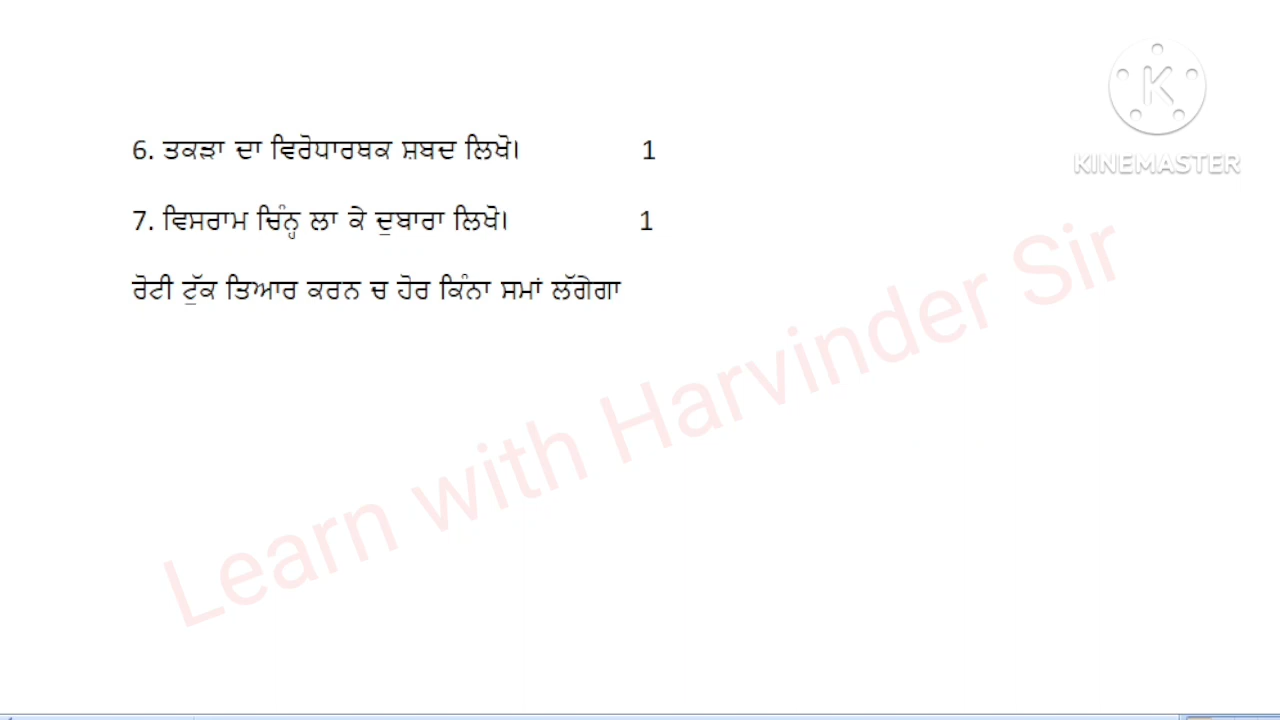 KINEMASTER
6. ਤਕੜਾ ਦਾ ਵਿਰੋਧਾਰਥਕ ਸ਼ਬਦ ਲਿਖੋ। 1
7. ਵਿਸਰਾਮ ਚਿੰਨ੍ਹ ਲਾ ਕੇ ਦੁਬਾਰਾ ਲਿਖੋ। 1
ਰੋਟੀ ਟੁੱਕ ਤਿਆਰ ਕਰਨ ਚ ਹੋਰ ਕਿੰਨਾ ਸਮਾਂ ਲੱਗੇਗਾ
Learn with Harvinder Sir